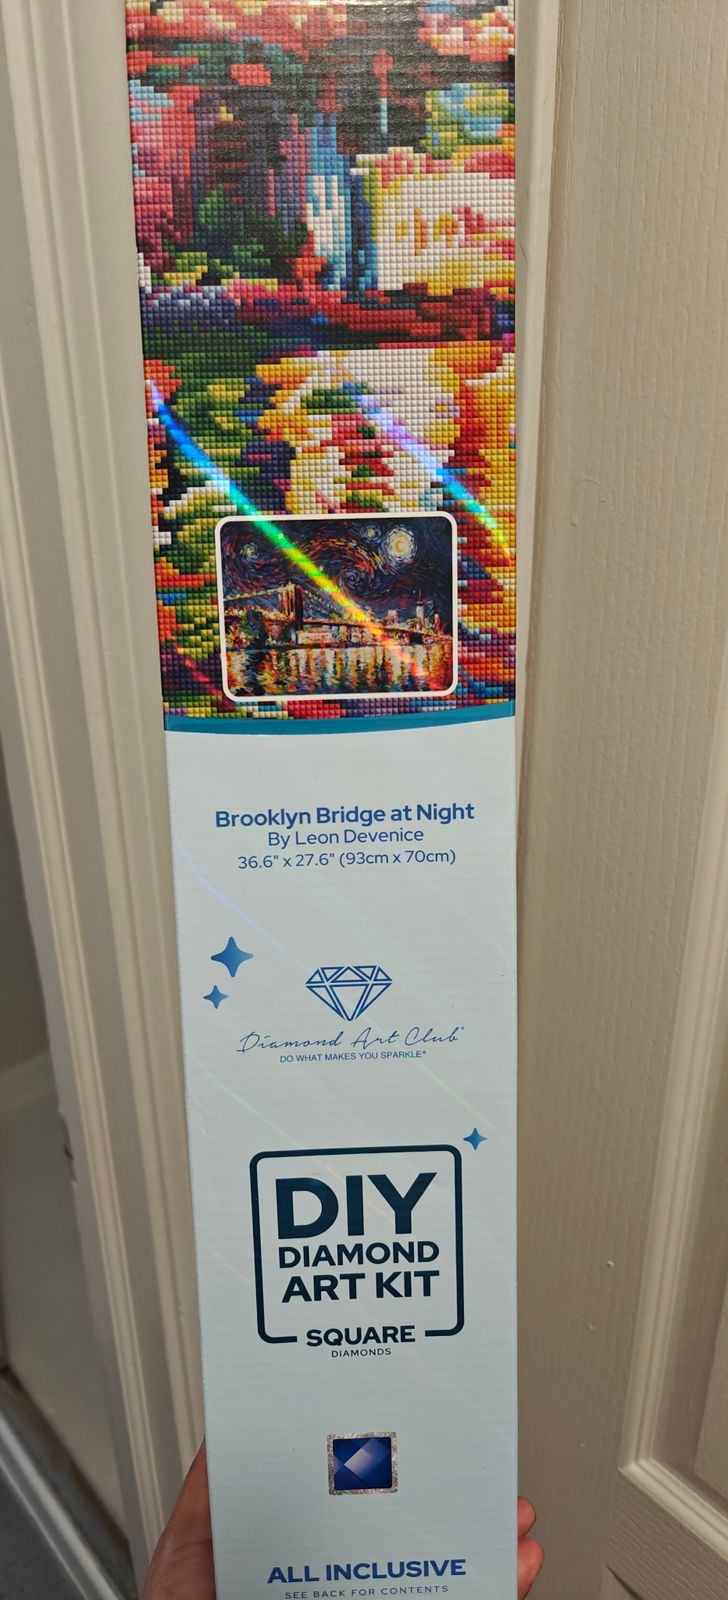 Brooklyn Bridge at Night
By Leon Devenice
36.6" x 27.6" (93cm x 70cm)
Diamond Art Club®
DO WHAT MAKES YOU SPARKLE®
DIY
DIAMOND
ART KIT
SQUARE
DIAMONDS
ALL INCLUSIVE
SEE BACK FOR CONTENTS